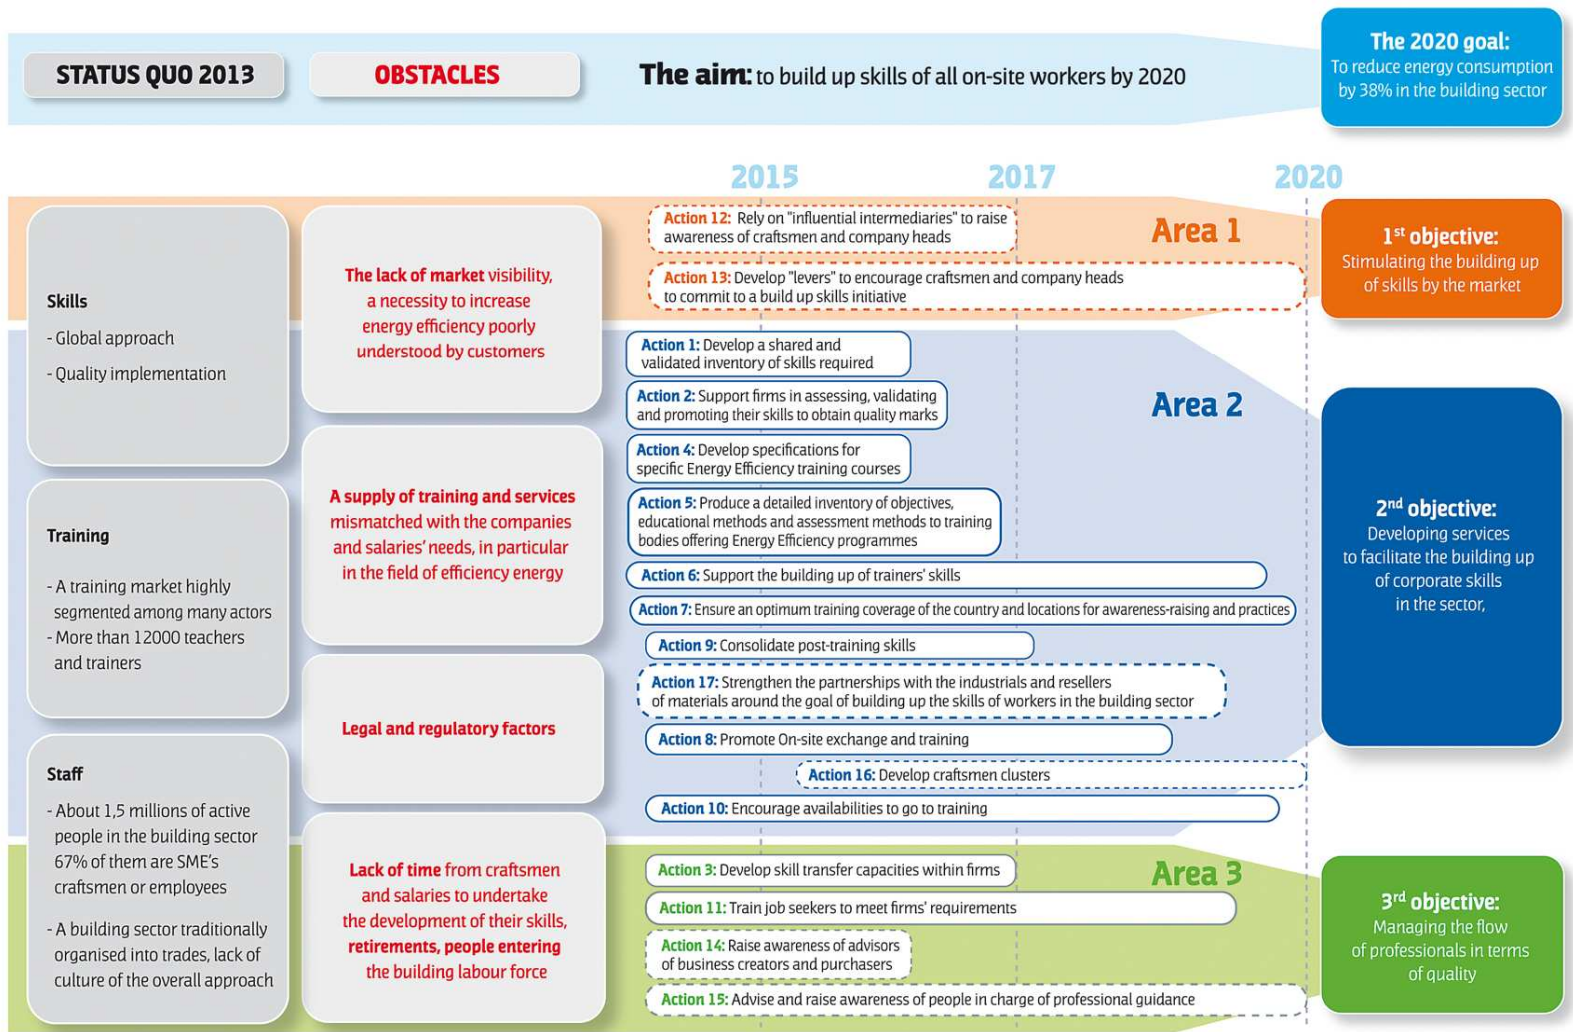 STATUS QUO 2013
OBSTACLES
The aim: to build up skills of all on-site workers by 2020
The 2020 goal:
To reduce energy consumption
by 38% in the building sector
2015
2017
2020
Skills
- Global approach
- Quality implementation
Training
- A training market highly
segmented among many actors
- More than 12000 teachers
and trainers
Staff
- About 1,5 millions of active
people in the building sector
67% of them are SME's
craftsmen or employees
- A building sector traditionally
organised into trades, lack of
culture of the overall approach
The lack of market visibility,
a necessity to increase
energy efficiency poorly
understood by customers
A supply of training and services
mismatched with the companies
and salaries' needs, in particular
in the field of efficiency energy
Legal and regulatory factors
Lack of time from craftsmen
and salaries to undertake
the development of their skills,
retirements, people entering
the building labour force
Area 1
Action 12: Rely on "influential intermediaries" to raise
awareness of craftsmen and company heads
Action 13: Develop "levers" to encourage craftsmen and company heads
to commit to a build up skills initiative
1st objective:
Stimulating the building up
of skills by the market
Area 2
Action 1: Develop a shared and
validated inventory of skills required
Action 2: Support firms in assessing, validating
and promoting their skills to obtain quality marks
Action 4: Develop specifications for
specific Energy Efficiency training courses
Action 5: Produce a detailed inventory of objectives,
educational methods and assessment methods to training
bodies offering Energy Efficiency programmes
Action 6: Support the building up of trainers' skills
Action 7: Ensure an optimum training coverage of the country and locations for awareness-raising and practices
Action 9: Consolidate post-training skills
Action 17: Strengthen the partnerships with the industrials and resellers
of materials around the goal of building up the skills of workers in the building sector
Action 8: Promote On-site exchange and training
Action 16: Develop craftsmen clusters
Action 10: Encourage availabilities to go to training
2nd objective:
Developing services
to facilitate the building up
of corporate skills
in the sector,
Area 3
Action 3: Develop skill transfer capacities within firms
Action 11: Train job seekers to meet firms' requirements
Action 14: Raise awareness of advisors
of business creators and purchasers
Action 15: Advise and raise awareness of people in charge of professional guidance
3rd objective:
Managing the flow
of professionals in terms
of quality